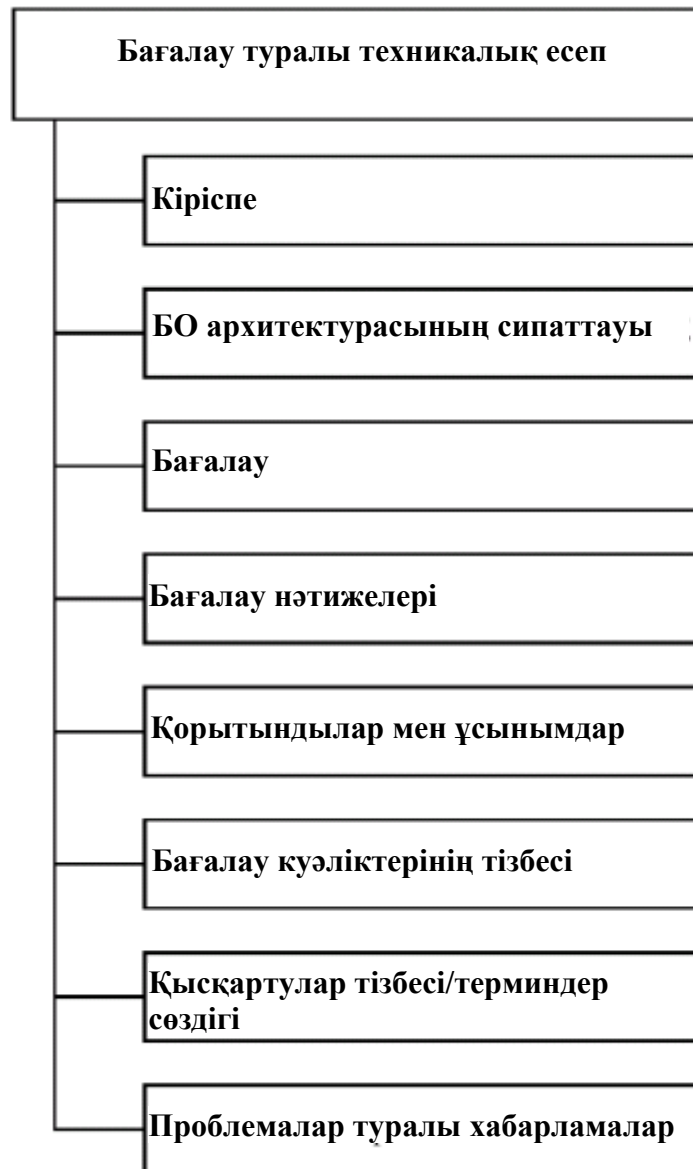 Бағалау туралы техникалық есеп
Кіріспе
БО архитектурасының сипаттауы
Бағалау
Бағалау нәтижелері
Қорытындылар мен ұсынымдар
Бағалау куәліктерінің тізбесі
Қысқартулар тізбесі/терминдер
сөздігі
Проблемалар туралы хабарламалар